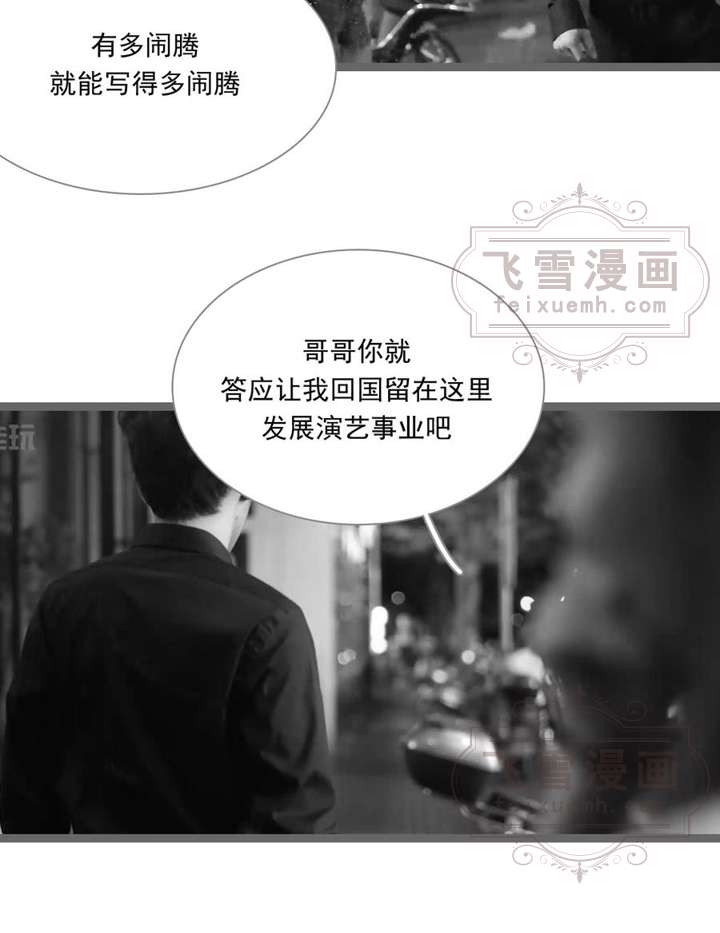 有多闹腾
就能写得多闹腾
飞雪漫画
feixuemh.com
哥哥你就
答应让我回国留在这里
发展演艺事业吧
飞雪漫画
feixuemh.com